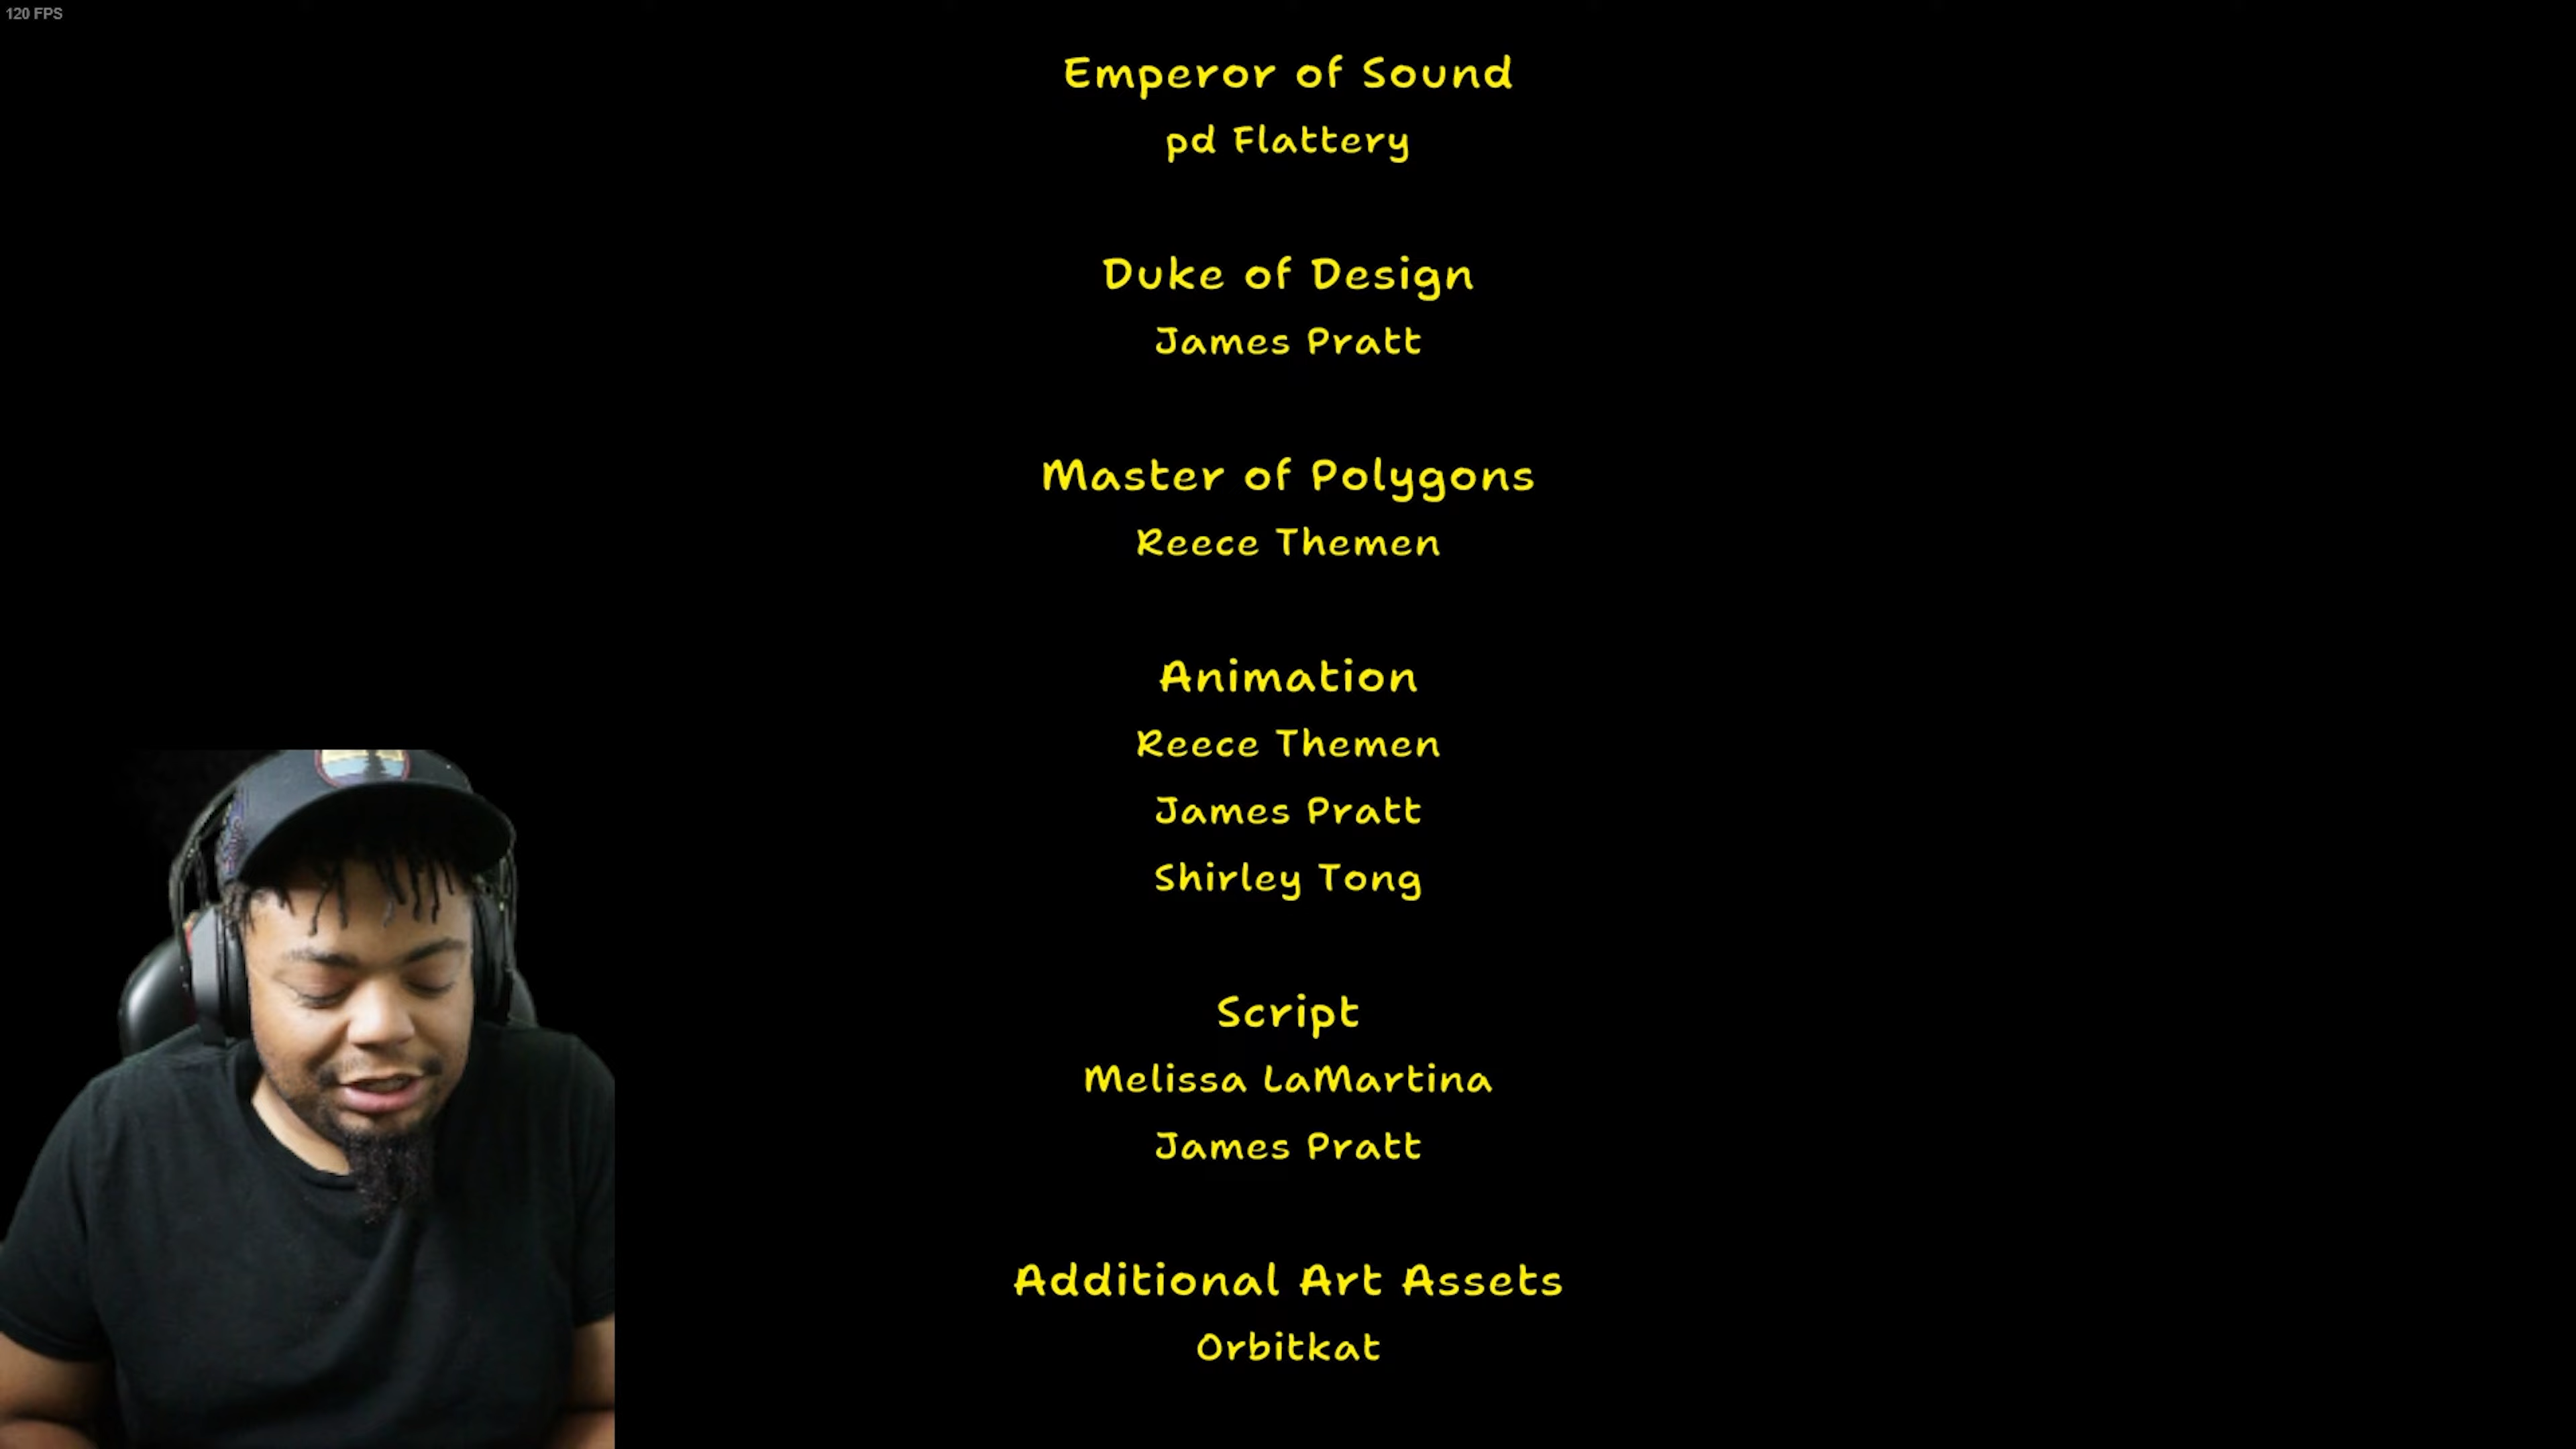 120 FPS
Emperor of Sound
pd Flattery
Duke of Design
James Pratt
Master of Polygons
Reece Themen
Animation
Reece Themen
James Pratt
Shirley Tong
Script
Melissa LaMartina
James Pratt
Additional Art Assets
Orbitkat